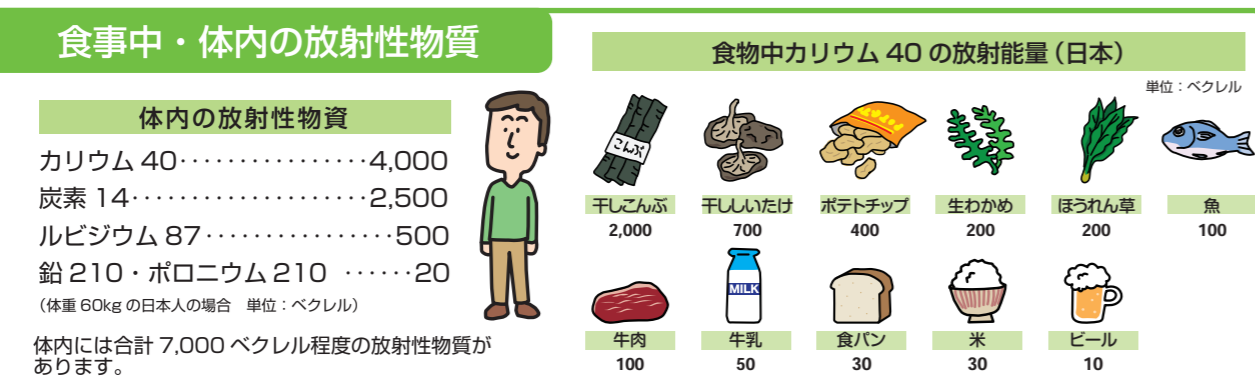 食事中・体内の放射性物質
体内の放射性物資
カリウム 40················4,000
炭素 14····················2,500
ルビジウム 87················500
鉛 210・ポロニウム 210 ······20
(体重 60kg の日本人の場合 単位:ベクレル)
体内には合計 7,000 ベクレル程度の放射性物質が
あります。
食物中カリウム 40 の放射能量(日本)
単位:ベクレル
こんぶ
干しこんぶ 干ししいたけ ポテトチップ 生わかめ ほうれん草 魚
2,000 700 400 200 200 100
MILK
牛肉 牛乳 食パン 米 ビール
100 50 30 30 10